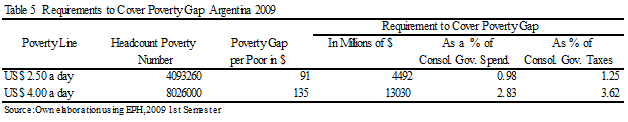 Table 5 Requirements to Cover Poverty Gap Argentina 2009
Requirement to Cover Poverty Gap
Poverty Line Headcount Poverty Poverty Gap In Millions of $ As a % of As % of
Number per Poor in $ Consol. Gov. Spend. Consol. Gov. Taxes
US$ 2.50 a day 4093260 91 4492 0.98 1.25
US$ 4.00 a day 8026000 135 13030 2.83 3.62
Source: Own elaboration using EPH, 2009 1st Semester